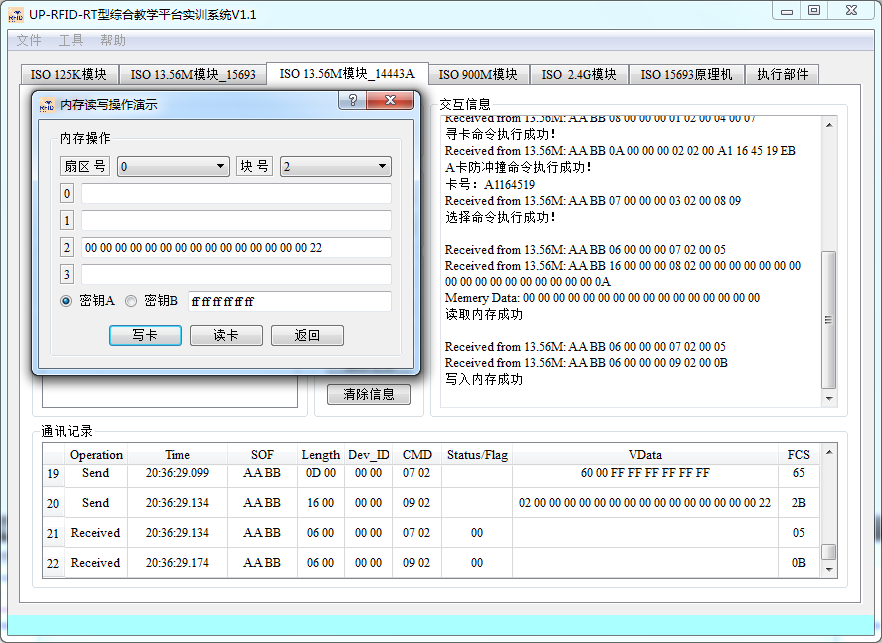 UP-RFID-RT型综合教学平台实训系统V1.1
文件 工具 帮助
ISO 125K模块 ISO 13.56M模块_15693 ISO 13.56M模块_14443A ISO 900M模块 ISO 2.4G模块 ISO 15693原理机 执行部件
内存读写操作演示
内存操作
扇区号 0 块号 2
0
1
2 00 00 00 00 00 00 00 00 00 00 00 00 00 00 00 22
3
密钥A 密钥B ffffffffffff
写卡 读卡 返回
清除信息
交互信息
Received from 13.56M: AA BB 08 00 00 00 01 02 00 04 00 07
寻卡命令执行成功!
Received from 13.56M: AA BB 0A 00 00 00 02 02 00 A1 16 45 19 EB
A卡防冲撞命令执行成功!
卡号：A1164519
Received from 13.56M: AA BB 07 00 00 00 03 02 00 08 09
选择命令执行成功!
Received from 13.56M: AA BB 06 00 00 00 07 02 00 05
Received from 13.56M: AA BB 16 00 00 00 08 02 00 00 00 00 00 00 00
00 00 00 00 00 00 00 00 00 00 0A
Memery Data: 00 00 00 00 00 00 00 00 00 00 00 00 00 00 00 00
读取内存成功
Received from 13.56M: AA BB 06 00 00 00 07 02 00 05
Received from 13.56M: AA BB 06 00 00 00 09 02 00 0B
写入内存成功
通讯记录
Operation Time SOF Length Dev_ID CMD Status/Flag VData FCS
19 Send 20:36:29.099 AA BB 0D 00 00 00 07 02 60 00 FF FF FF FF FF FF 65
20 Send 20:36:29.134 AA BB 16 00 00 00 09 02 02 00 00 00 00 00 00 00 00 00 00 00 00 00 00 00 22 2B
21 Received 20:36:29.134 AA BB 06 00 00 00 07 02 00 05
22 Received 20:36:29.174 AA BB 06 00 00 00 09 02 00 0B